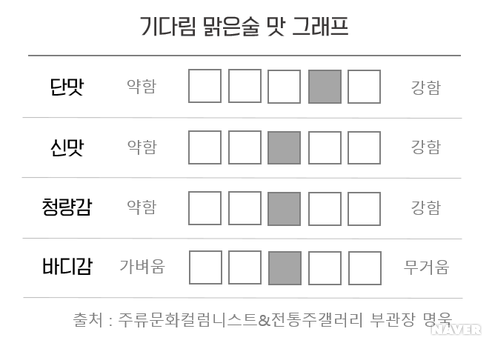 기다림 맑은술 맛 그래프
단맛 약함 강함
신맛 약함 강함
청량감 약함 강함
바디감 가벼움 무거움
출처 : 주류문화컬럼니스트&전통주갤러리 부관장 명욱
NAVER